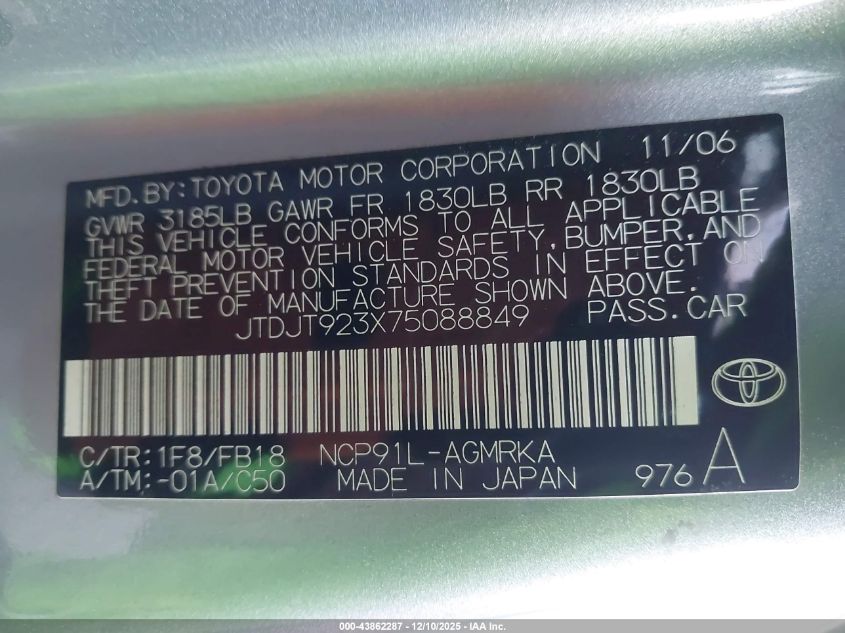 MFD.BY:TOYOTA MOTOR CORPORATION 11/06
GVWR 3185LB GAWR FR 1830LB RR 1830LB
THIS VEHICLE CONFORMS TO ALL APPLICABLE
FEDERAL MOTOR VEHICLE SAFETY, BUMPER, AND
THEFT PREVENTION STANDARDS IN EFFECT ON
THE DATE OF MANUFACTURE SHOWN ABOVE.
JTDJT923X75088849 PASS.CAR
C/TR:1F8/FB18 NCP91L-AGMRKA
A/TM:-01A/C50 MADE IN JAPAN 976 A
000-43862287 - 12/10/2025 - IAA Inc.